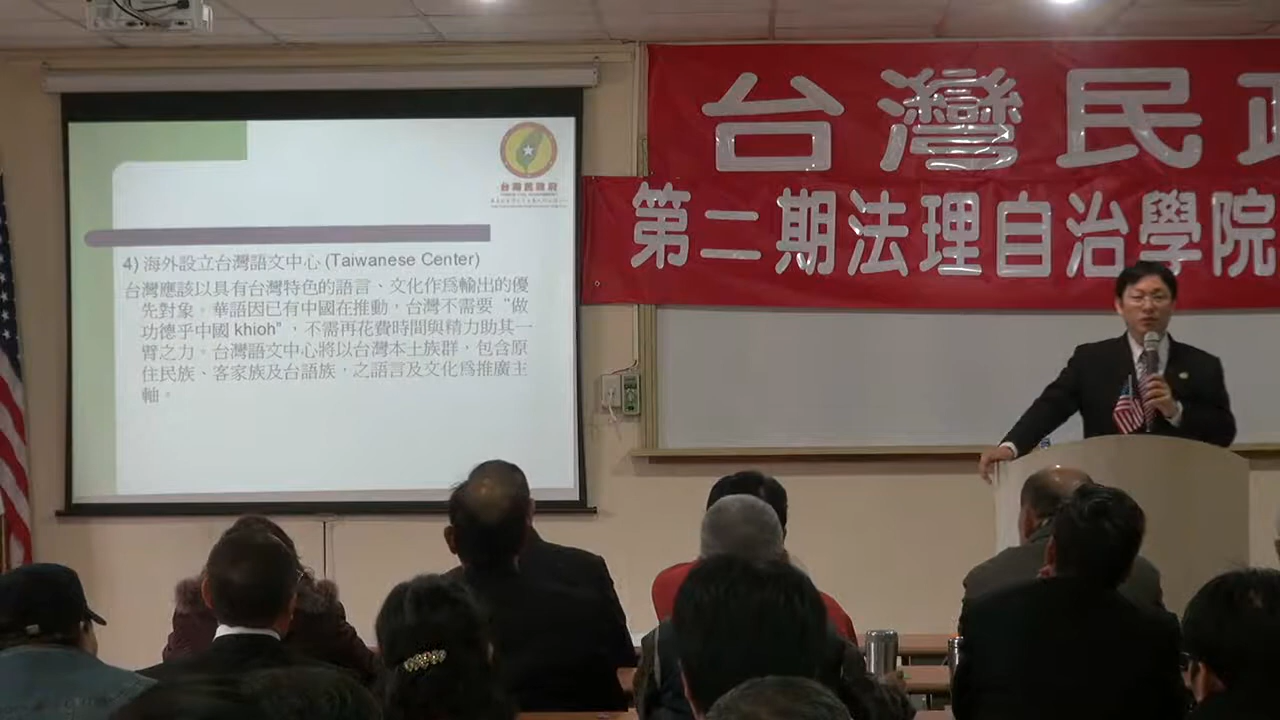 台灣民政
第二期法理自治學院
台灣民政府
4) 海外設立台灣語文中心 (Taiwanese Center)
台灣應該以具有台灣特色的語言、文化作為輸出的優
先對象。華語因已有中國在推動，台灣不需要“做
功德乎中國 khioh”，不需再花費時間與精力助其一
臂之力。台灣語文中心將以台灣本土族群，包含原
住民族、客家族及台語族，之語言及文化為推廣主
軸。